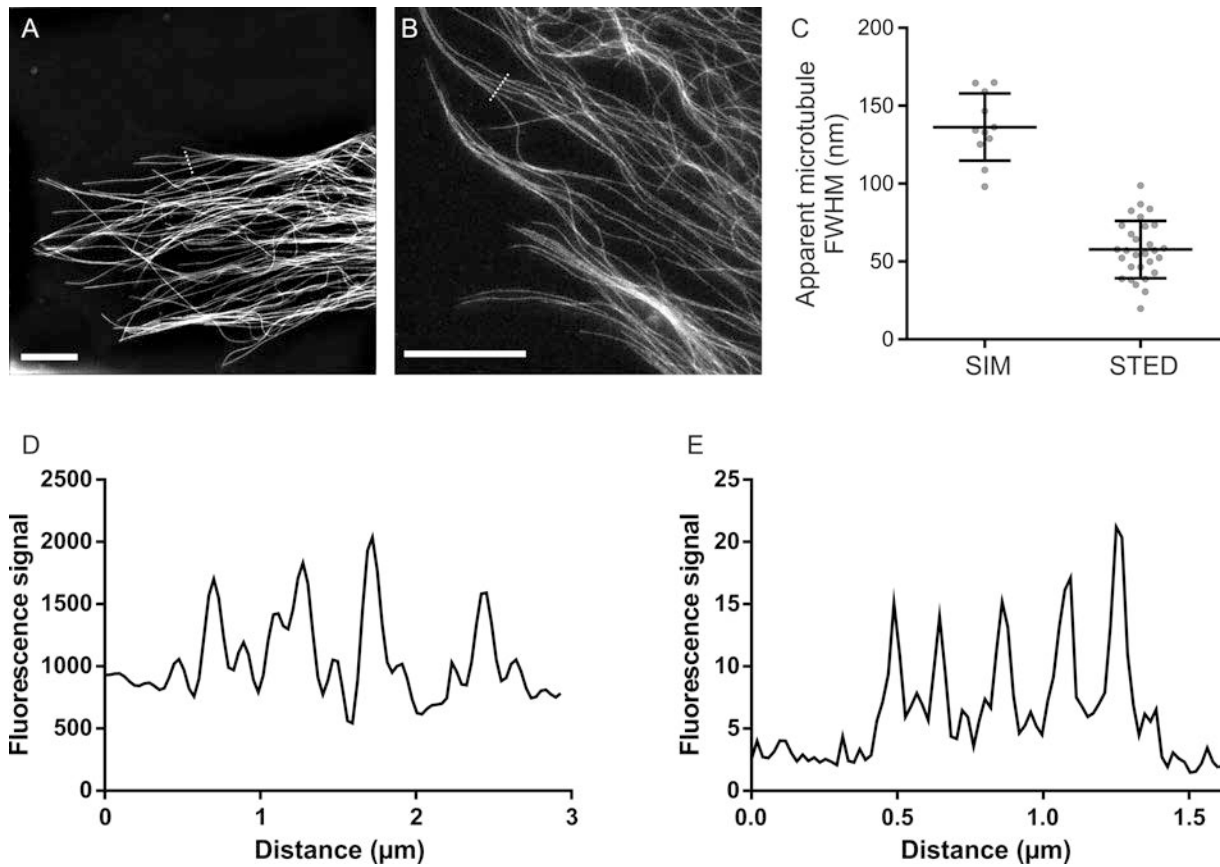 A
B
C
200
150
100
50
0
Apparent microtubule
FWHM (nm)
SIM
STED
D
2500
2000
1500
1000
500
0
Fluorescence signal
0
1
2
3
Distance (µm)
E
25
20
15
10
5
0
Fluorescence signal
0.0
0.5
1.0
1.5
Distance (µm)